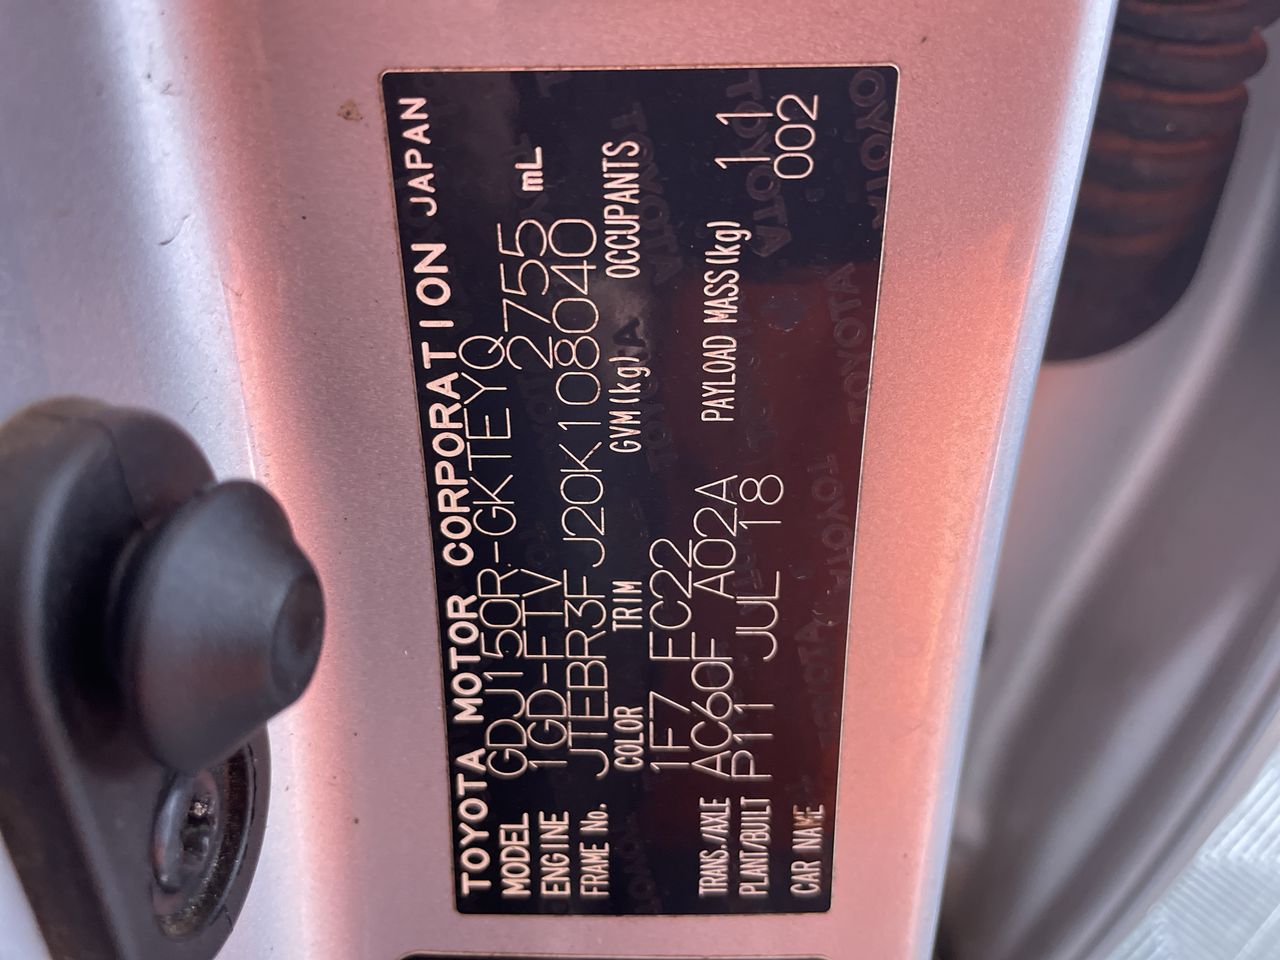 TOYOTA MOTOR CORPORATION JAPAN
MODEL GDJ150R-GKTEYQ
ENGINE 1GD-FTV 2755 mL
FRAME No. JTEBR3FJ20K108040
COLOR TRIM GVM(kg) OCCUPANTS
1F7 FC22
TRANS./AXLE AC60F A02A PAYLOAD MASS(kg) 11
PLANT/BUILT P11 JUL 18 002
CAR NAME